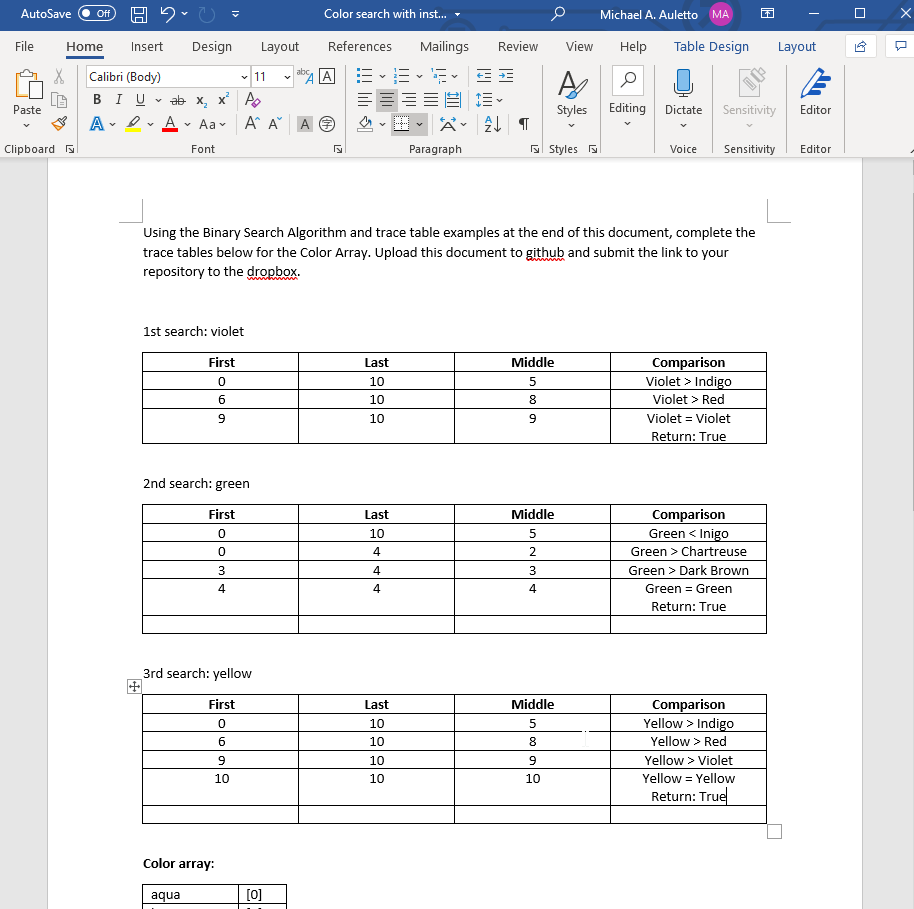 AutoSave Off Color search with inst... Michael A. Auletto MA
File Home Insert Design Layout References Mailings Review View Help Table Design Layout
Calibri (Body) 11 abc A A
Paste B I U ab x₂ x² A Styles Editing Dictate Sensitivity Editor
A A Aa A A A
Clipboard Font Paragraph Styles Voice Sensitivity Editor
Using the Binary Search Algorithm and trace table examples at the end of this document, complete the
trace tables below for the Color Array. Upload this document to github and submit the link to your
repository to the dropbox.
1st search: violet
First Last Middle Comparison
0 10 5 Violet > Indigo
6 10 8 Violet > Red
9 10 9 Violet = Violet
Return: True
2nd search: green
First Last Middle Comparison
0 10 5 Green < Inigo
0 4 2 Green > Chartreuse
3 4 3 Green > Dark Brown
4 4 4 Green = Green
Return: True
3rd search: yellow
First Last Middle Comparison
0 10 5 Yellow > Indigo
6 10 8 Yellow > Red
9 10 9 Yellow > Violet
10 10 10 Yellow = Yellow
Return: True
Color array:
aqua [0]